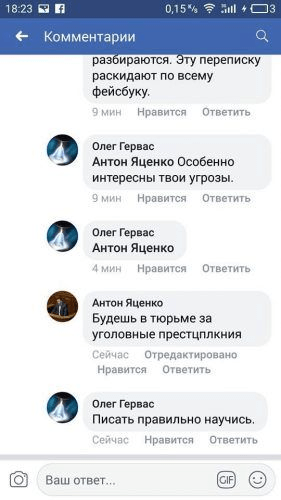 18:23 0,15 K/s 3
Комментарии
разбираются. Эту переписку
раскидают по всему
фейсбуку.
9 мин Нравится Ответить
Олег Гервас
Антон Яценко Особенно
интересны твои угрозы.
9 мин Нравится Ответить
Олег Гервас
Антон Яценко
4 мин Нравится Ответить
Антон Яценко
Будешь в тюрьме за
уголовные престцплкния
Сейчас Отредактировано
Нравится Ответить
Олег Гервас
Писать правильно научись.
Сейчас Нравится Ответить
Ваш ответ... GIF